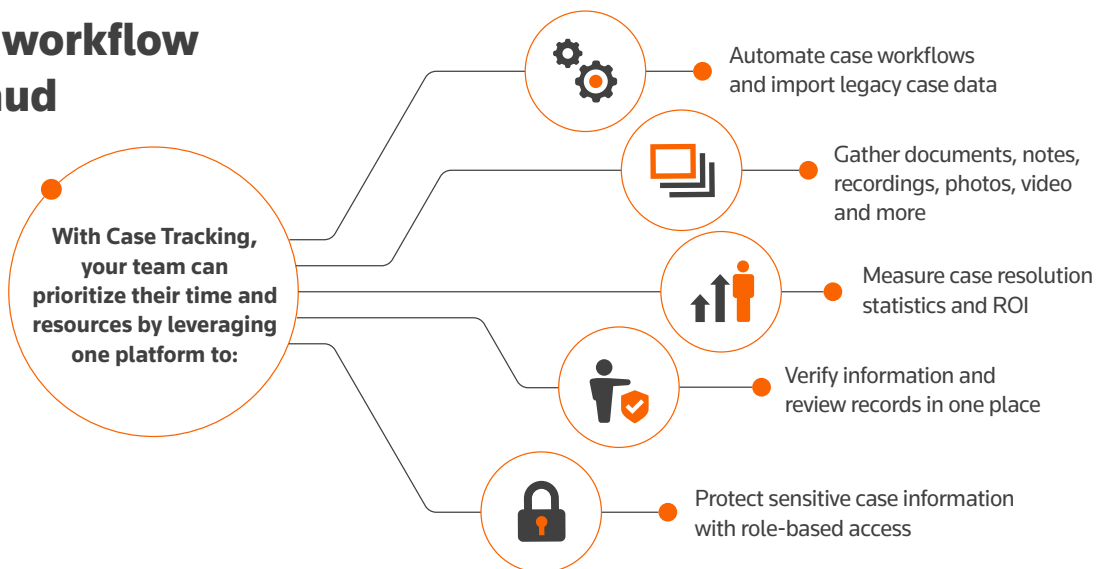 workflow
aud
With Case Tracking,
your team can
prioritize their time and
resources by leveraging
one platform to:
Automate case workflows
and import legacy case data
Gather documents, notes,
recordings, photos, video
and more
Measure case resolution
statistics and ROI
Verify information and
review records in one place
Protect sensitive case information
with role-based access